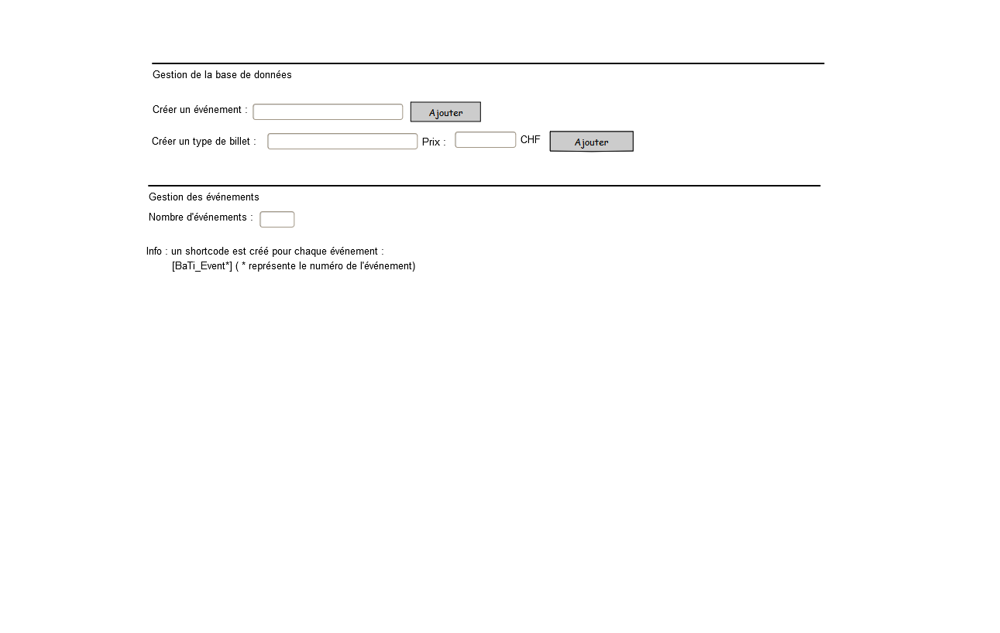 Gestion de la base de données
Créer un événement : Ajouter
Créer un type de billet : Prix : CHF Ajouter
Gestion des événements
Nombre d'événements :
Info : un shortcode est créé pour chaque événement :
[BaTi_Event*] ( * représente le numéro de l'événement)